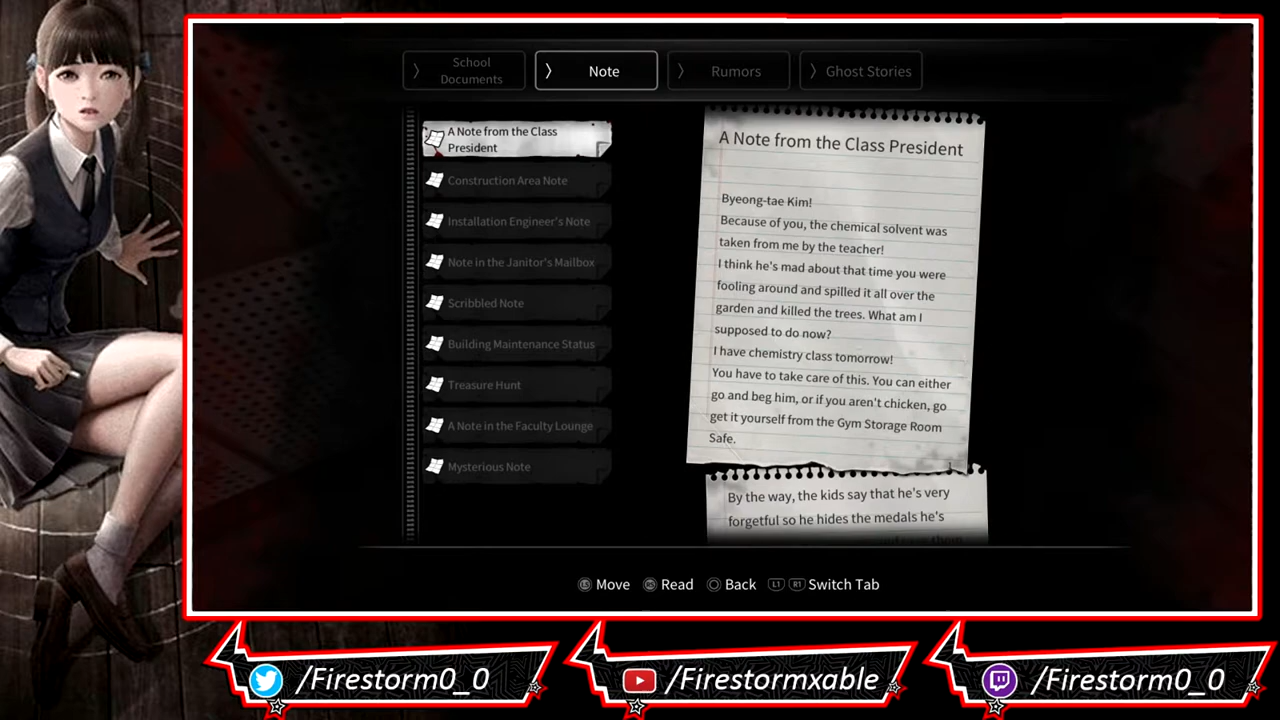 School
Documents
Note
Rumors
Ghost Stories
A Note from the Class
President
Construction Area Note
Installation Engineer's Note
Note in the Janitor's Mailbox
Scribbled Note
Building Maintenance Status
Treasure Hunt
A Note in the Faculty Lounge
Mysterious Note
A Note from the Class President
Byeong-tae Kim!
Because of you, the chemical solvent was
taken from me by the teacher!
I think he's mad about that time you were
fooling around and spilled it all over the
garden and killed the trees. What am I
supposed to do now?
I have chemistry class tomorrow!
You have to take care of this. You can either
go and beg him, or if you aren't chicken, go
get it yourself from the Gym Storage Room
Safe.
By the way, the kids say that he's very
forgetful so he hides the medals he's
Move Read Back L1 R1 Switch Tab
/Firestorm0_0 /Firestormxable /Firestorm0_0